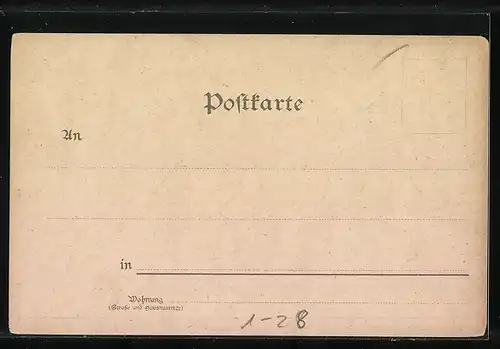 Postkarte
An
in
Wohnung
(Straße und Hausnummer)
1-28